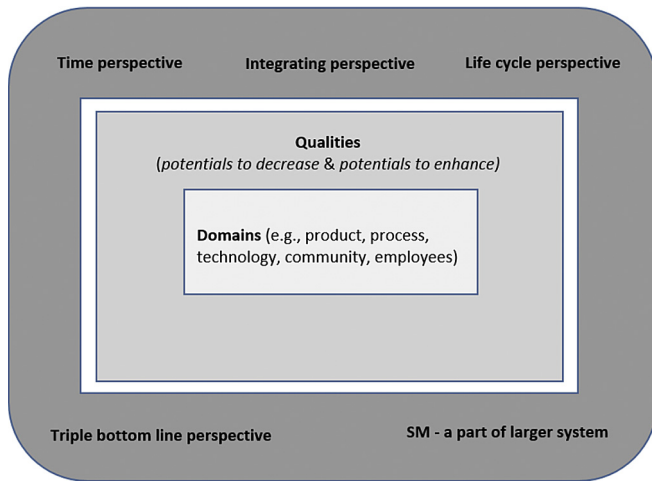 Time perspective
Integrating perspective
Life cycle perspective
Qualities
(potentials to decrease & potentials to enhance)
Domains (e.g., product, process,
technology, community, employees)
Triple bottom line perspective
SM - a part of larger system